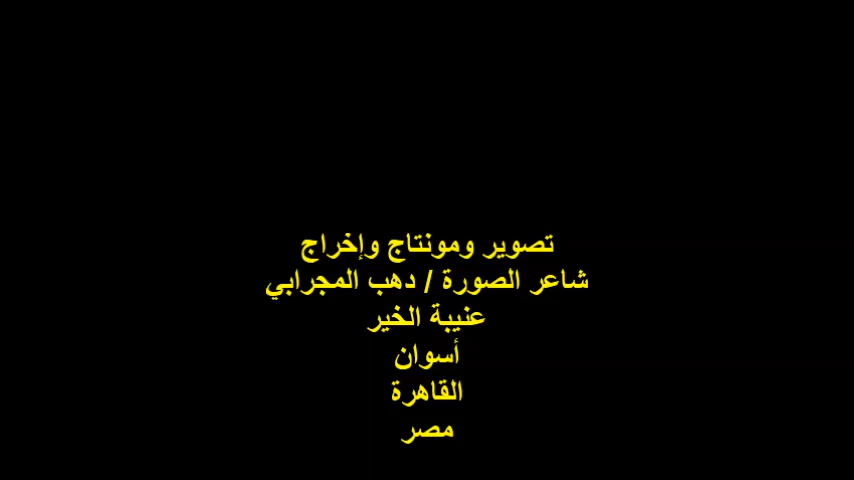 تصوير ومونتاج وإخراج
شاعر الصورة / دهب المجرابي
عنيبة الخير
أسوان
القاهرة
مصر